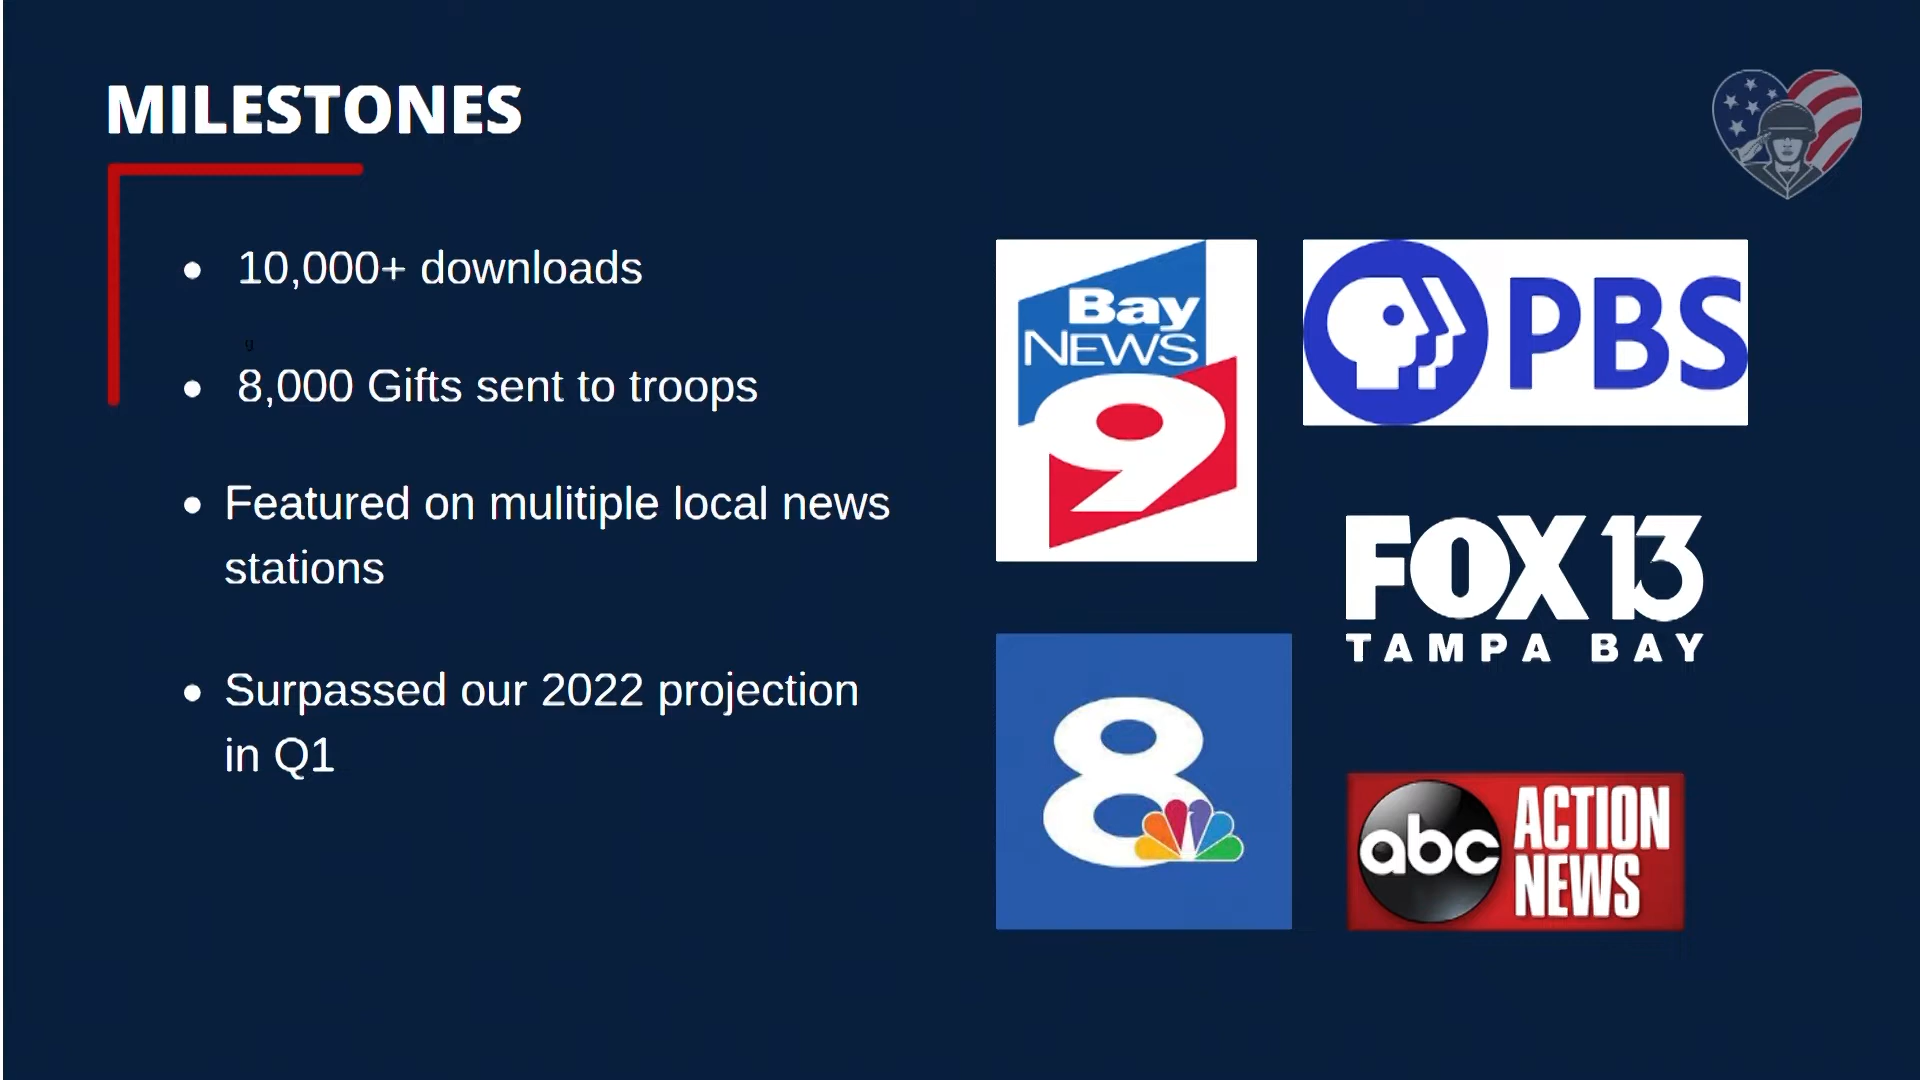 MILESTONES
10,000+ downloads
g
8,000 Gifts sent to troops
Featured on mulitiple local news
stations
Surpassed our 2022 projection
in Q1
Bay
NEWS
9
PBS
FOX 13
TAMPA BAY
8
abc
ACTION
NEWS